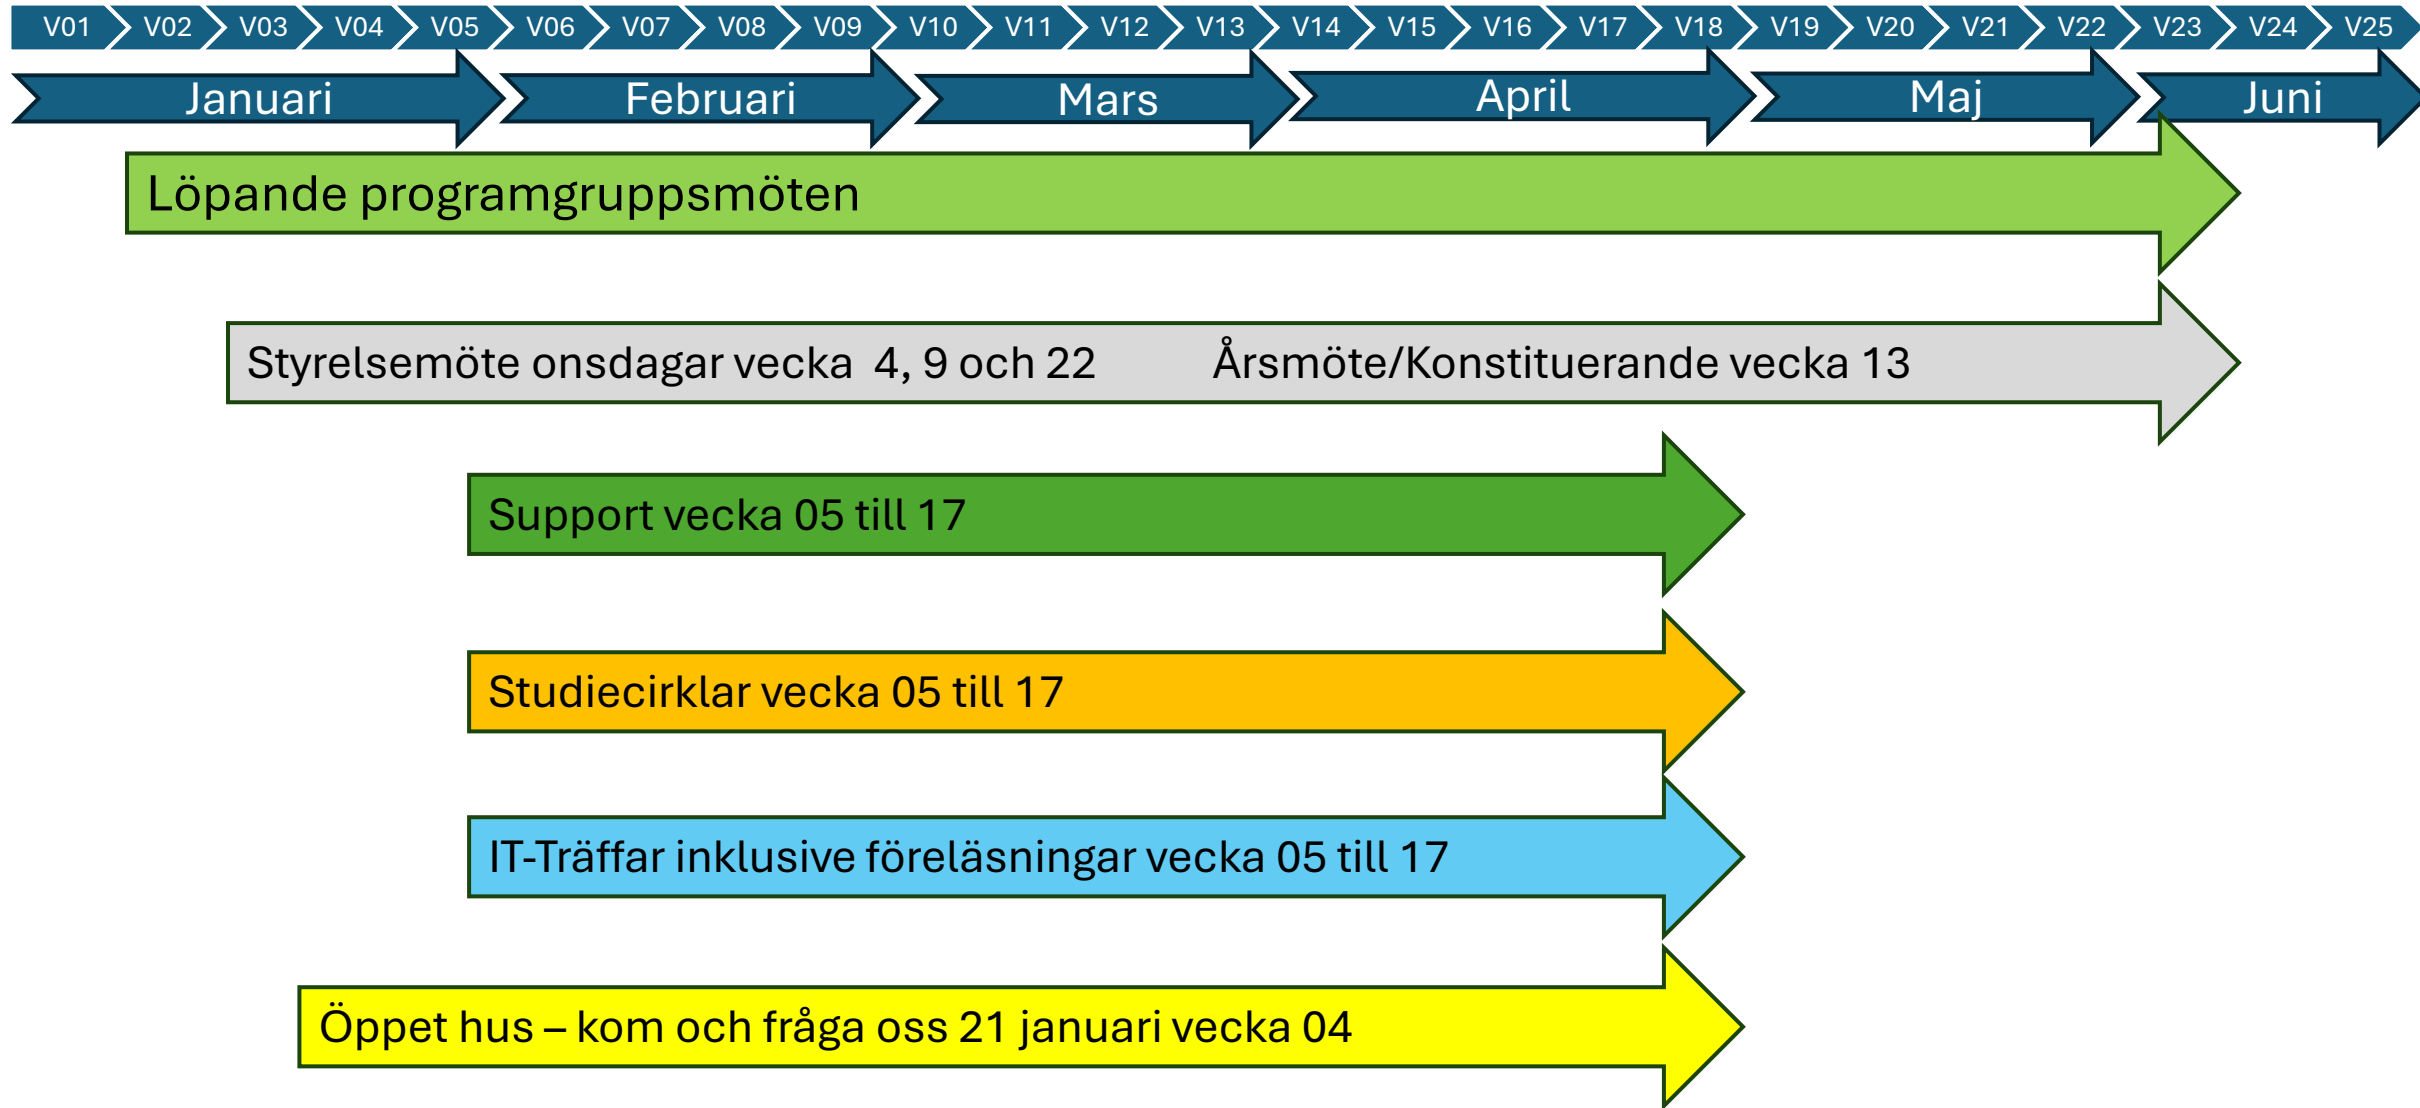 V01 V02 V03 V04 V05 V06 V07 V08 V09 V10 V11 V12 V13 V14 V15 V16 V17 V18 V19 V20 V21 V22 V23 V24 V25
Januari Februari Mars April Maj Juni
Löpande programgruppsmöten
Styrelsemöte onsdagar vecka 4, 9 och 22 Årsmöte/Konstituerande vecka 13
Support vecka 05 till 17
Studiecirklar vecka 05 till 17
IT-Träffar inklusive föreläsningar vecka 05 till 17
Öppet hus – kom och fråga oss 21 januari vecka 04